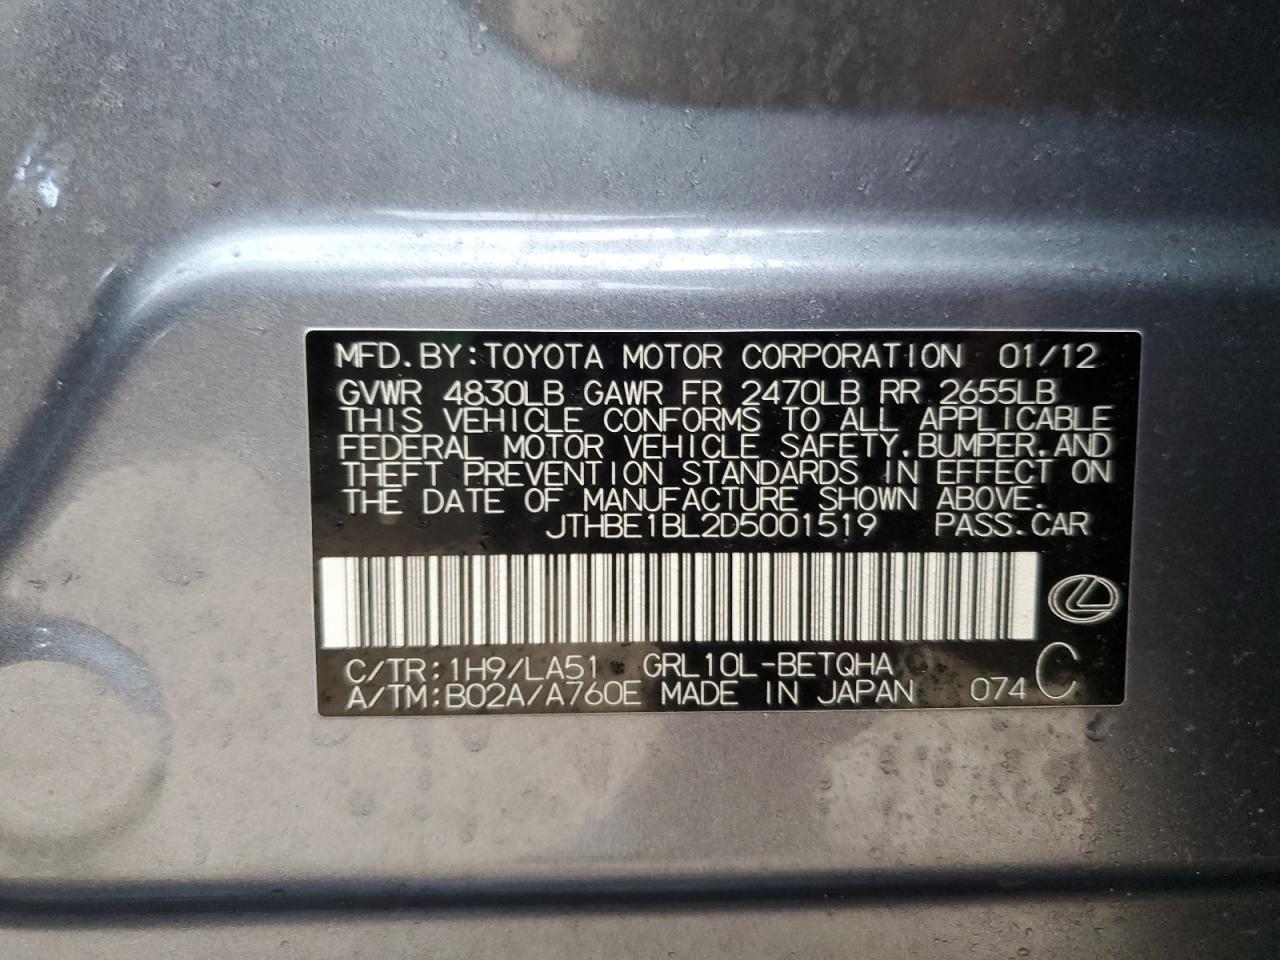 MFD.BY:TOYOTA MOTOR CORPORATION 01/12
GVWR 4830LB GAWR FR 2470LB RR 2655LB
THIS VEHICLE CONFORMS TO ALL APPLICABLE
FEDERAL MOTOR VEHICLE SAFETY.BUMPER.AND
THEFT PREVENTION STANDARDS IN EFFECT ON
THE DATE OF MANUFACTURE SHOWN ABOVE.
JTHBE1BL2D5001519 PASS.CAR
C/TR:1H9/LA51 GRL10L-BETQHA
A/TM:B02A/A760E MADE IN JAPAN 074 C